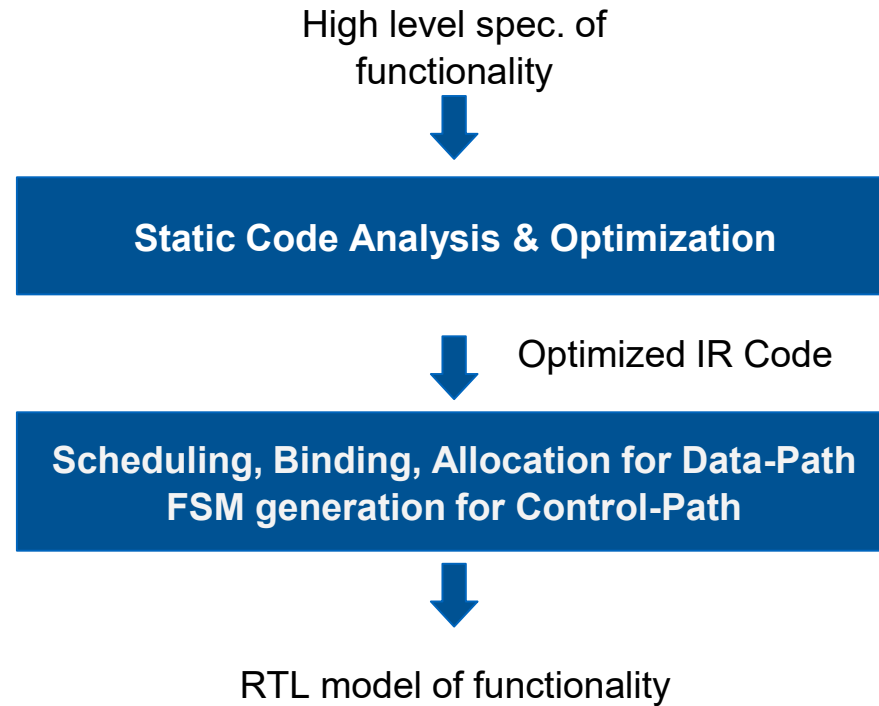 High level spec. of
functionality
Static Code Analysis & Optimization
Optimized IR Code
Scheduling, Binding, Allocation for Data-Path
FSM generation for Control-Path
RTL model of functionality